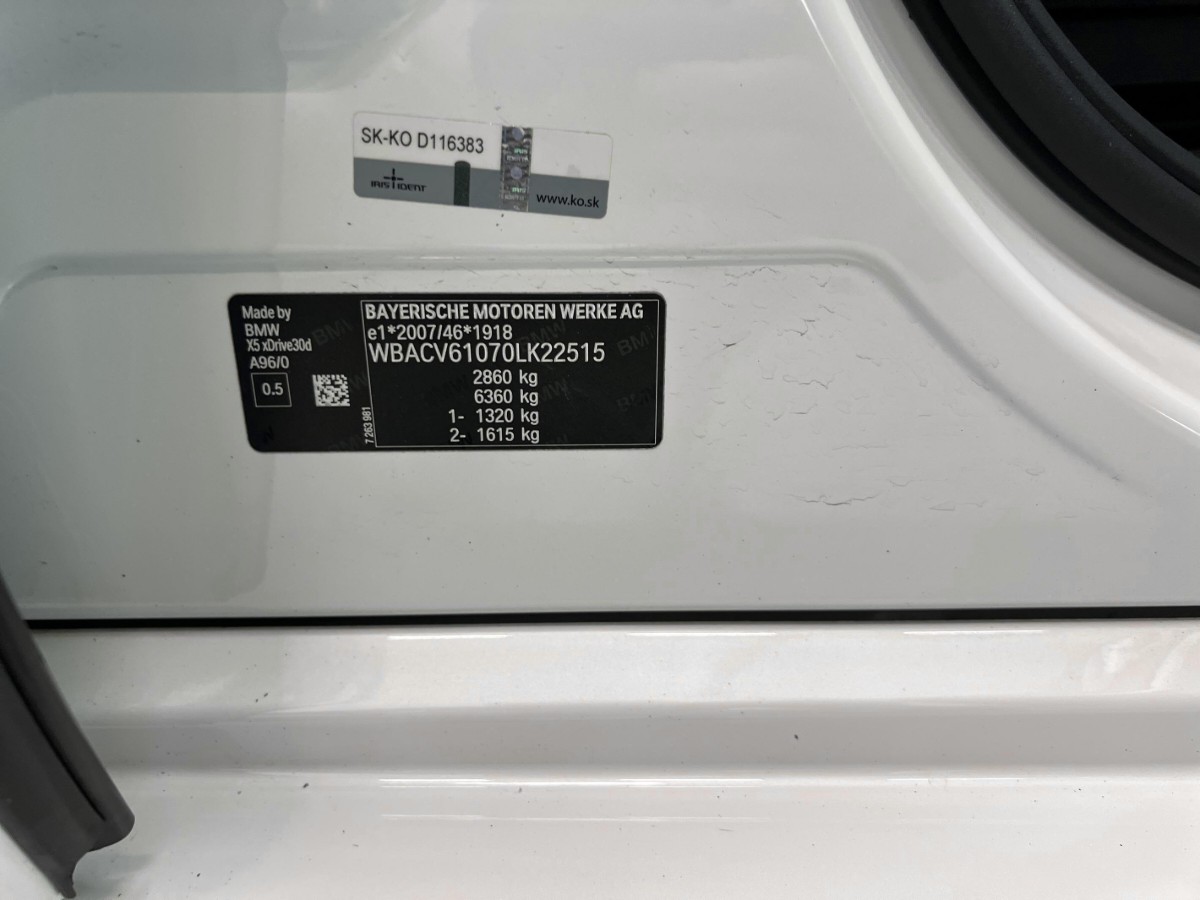 SK-KO D116383
IRIS IDENT
www.ko.sk
Made by
BMW
X5 xDrive30d
A96/0
0.5
7 263 981
BAYERISCHE MOTOREN WERKE AG
e1*2007/46*1918
WBACV61070LK22515
2860 kg
6360 kg
1- 1320 kg
2- 1615 kg